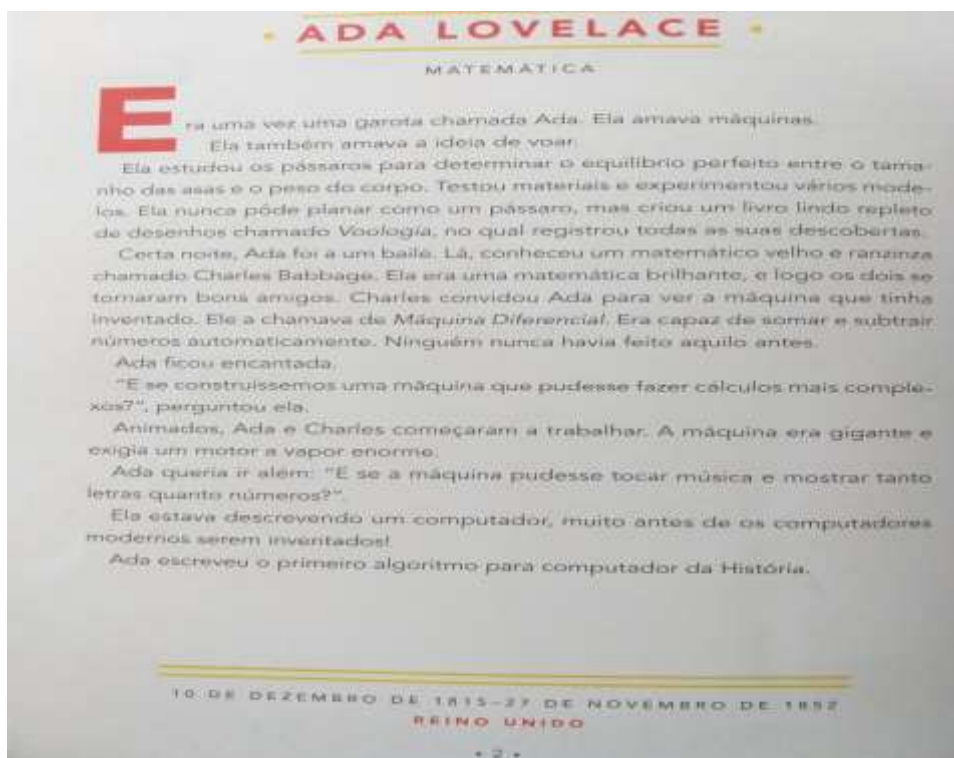 • ADA LOVELACE •
MATEMÁTICA
Era uma vez uma garota chamada Ada. Ela amava máquinas.
Ela também amava a ideia de voar.
Ela estudou os pássaros para determinar o equilíbrio perfeito entre o tama-
nho das asas e o peso do corpo. Testou materiais e experimentou vários mode-
los. Ela nunca pôde planar como um pássaro, mas criou um livro lindo repleto
de desenhos chamado Voologia, no qual registrou todas as suas descobertas.
Certa noite, Ada foi a um baile. Lá, conheceu um matemático velho e ranzinza
chamado Charles Babbage. Ela era uma matemática brilhante, e logo os dois se
tornaram bons amigos. Charles convidou Ada para ver a máquina que tinha
inventado. Ele a chamava de Máquina Diferencial. Era capaz de somar e subtrair
números automaticamente. Ninguém nunca havia feito aquilo antes.
Ada ficou encantada.
"E se construíssemos uma máquina que pudesse fazer cálculos mais comple-
xos?", perguntou ela.
Animados, Ada e Charles começaram a trabalhar. A máquina era gigante e
exigia um motor a vapor enorme.
Ada queria ir além: "E se a máquina pudesse tocar música e mostrar tanto
letras quanto números?".
Ela estava descrevendo um computador, muito antes de os computadores
modernos serem inventados!
Ada escreveu o primeiro algoritmo para computador da História.
10 DE DEZEMBRO DE 1815–27 DE NOVEMBRO DE 1852
REINO UNIDO
• 2 •